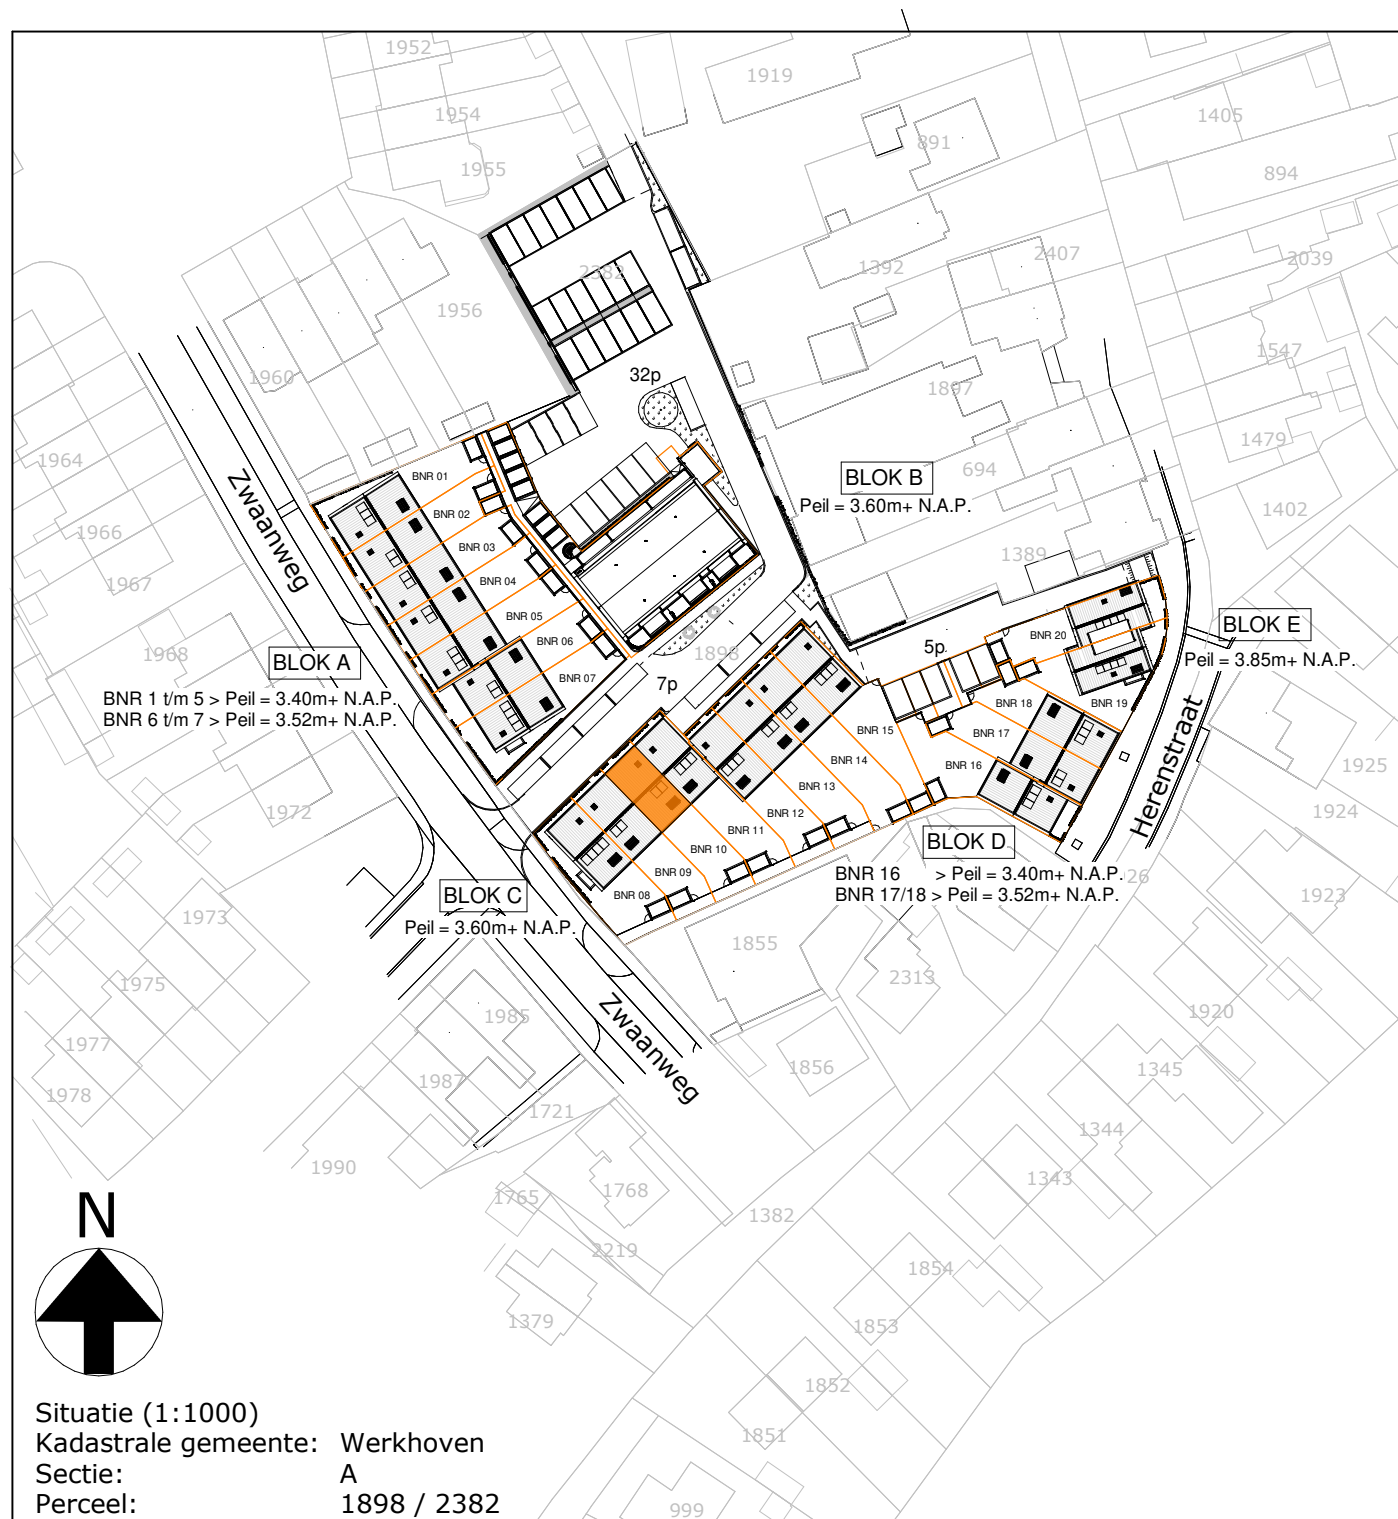 1952
1919
1954
1405
891
1955
894
2407
2039
1392
2382
1956
1547
1960
32p
1897
1479
1964
694
BLOK B
Peil = 3.60m+ N.A.P.
BNR 01
BNR 02
1402
Zwaanweg
1966
BNR 03
1389
1967
BNR 04
BNR 05
BNR 06
BNR 20
BLOK E
Peil = 3.85m+ N.A.P.
1968
5p.
1898
BLOK A
BNR 1 t/m 5 > Peil = 3.40m+ N.A.P.
BNR 6 t/m 7 > Peil = 3.52m+ N.A.P.
BNR 07
7p
BNR 18
BNR 19
BNR 15
BNR 17
Herenstraat
BNR 14
BNR 16
1925
BNR 13
1972
BNR 12
1924
BNR 11
BNR 10
BLOK D
BNR 16 > Peil = 3.40m+ N.A.P.
BNR 17/18 > Peil = 3.52m+ N.A.P.
26
BNR 09
BNR 08
BLOK C
Peil = 3.60m+ N.A.P.
1923
1973
1855
2313
1975
1985
Zwaanweg
1920
1977
1978
1987
1856
1345
1721
1344
1990
1343
1765
1768
1382
2219
1854
1379
1853
1852
1851
999
N
Situatie (1:1000)
Kadastrale gemeente: Werkhoven
Sectie: A
Perceel: 1898 / 2382